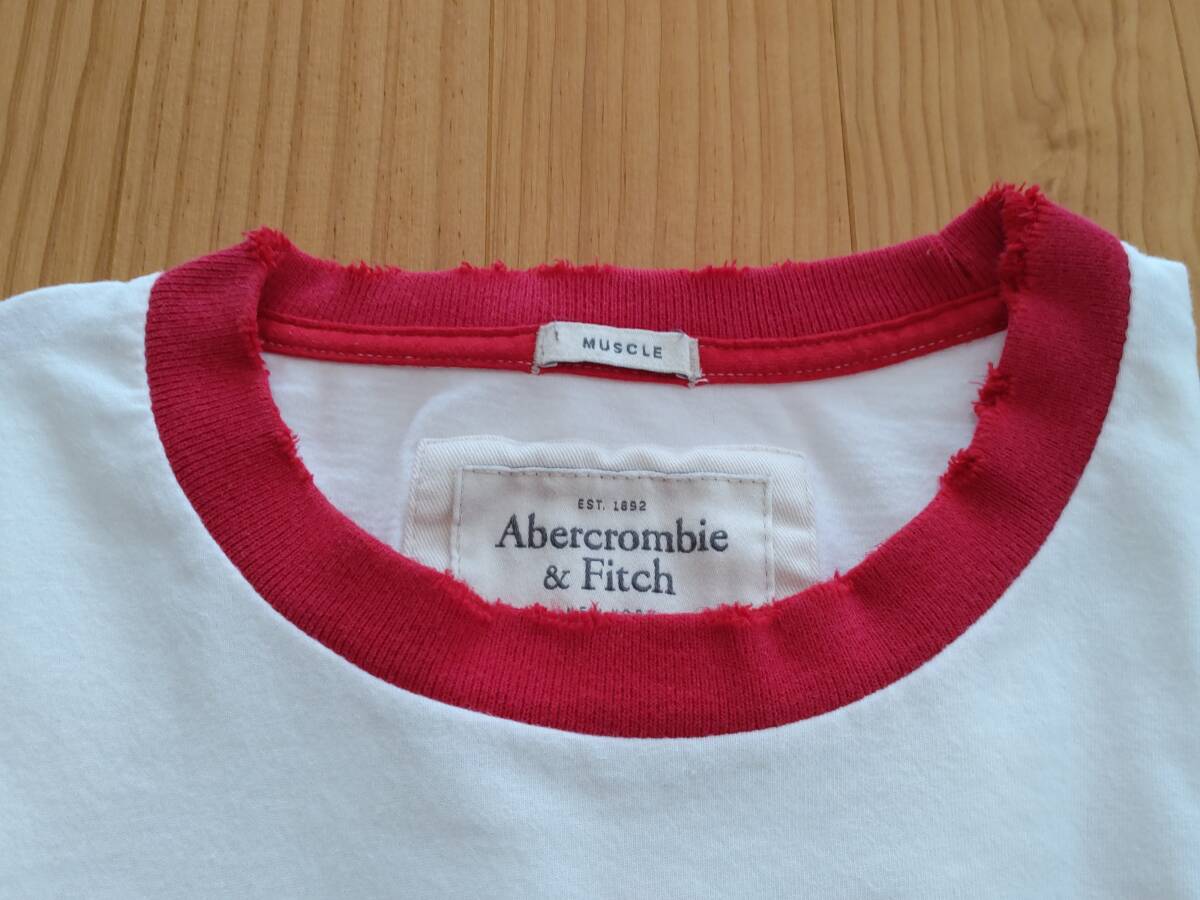 MUSCLE
EST. 1892
Abercrombie
& Fitch